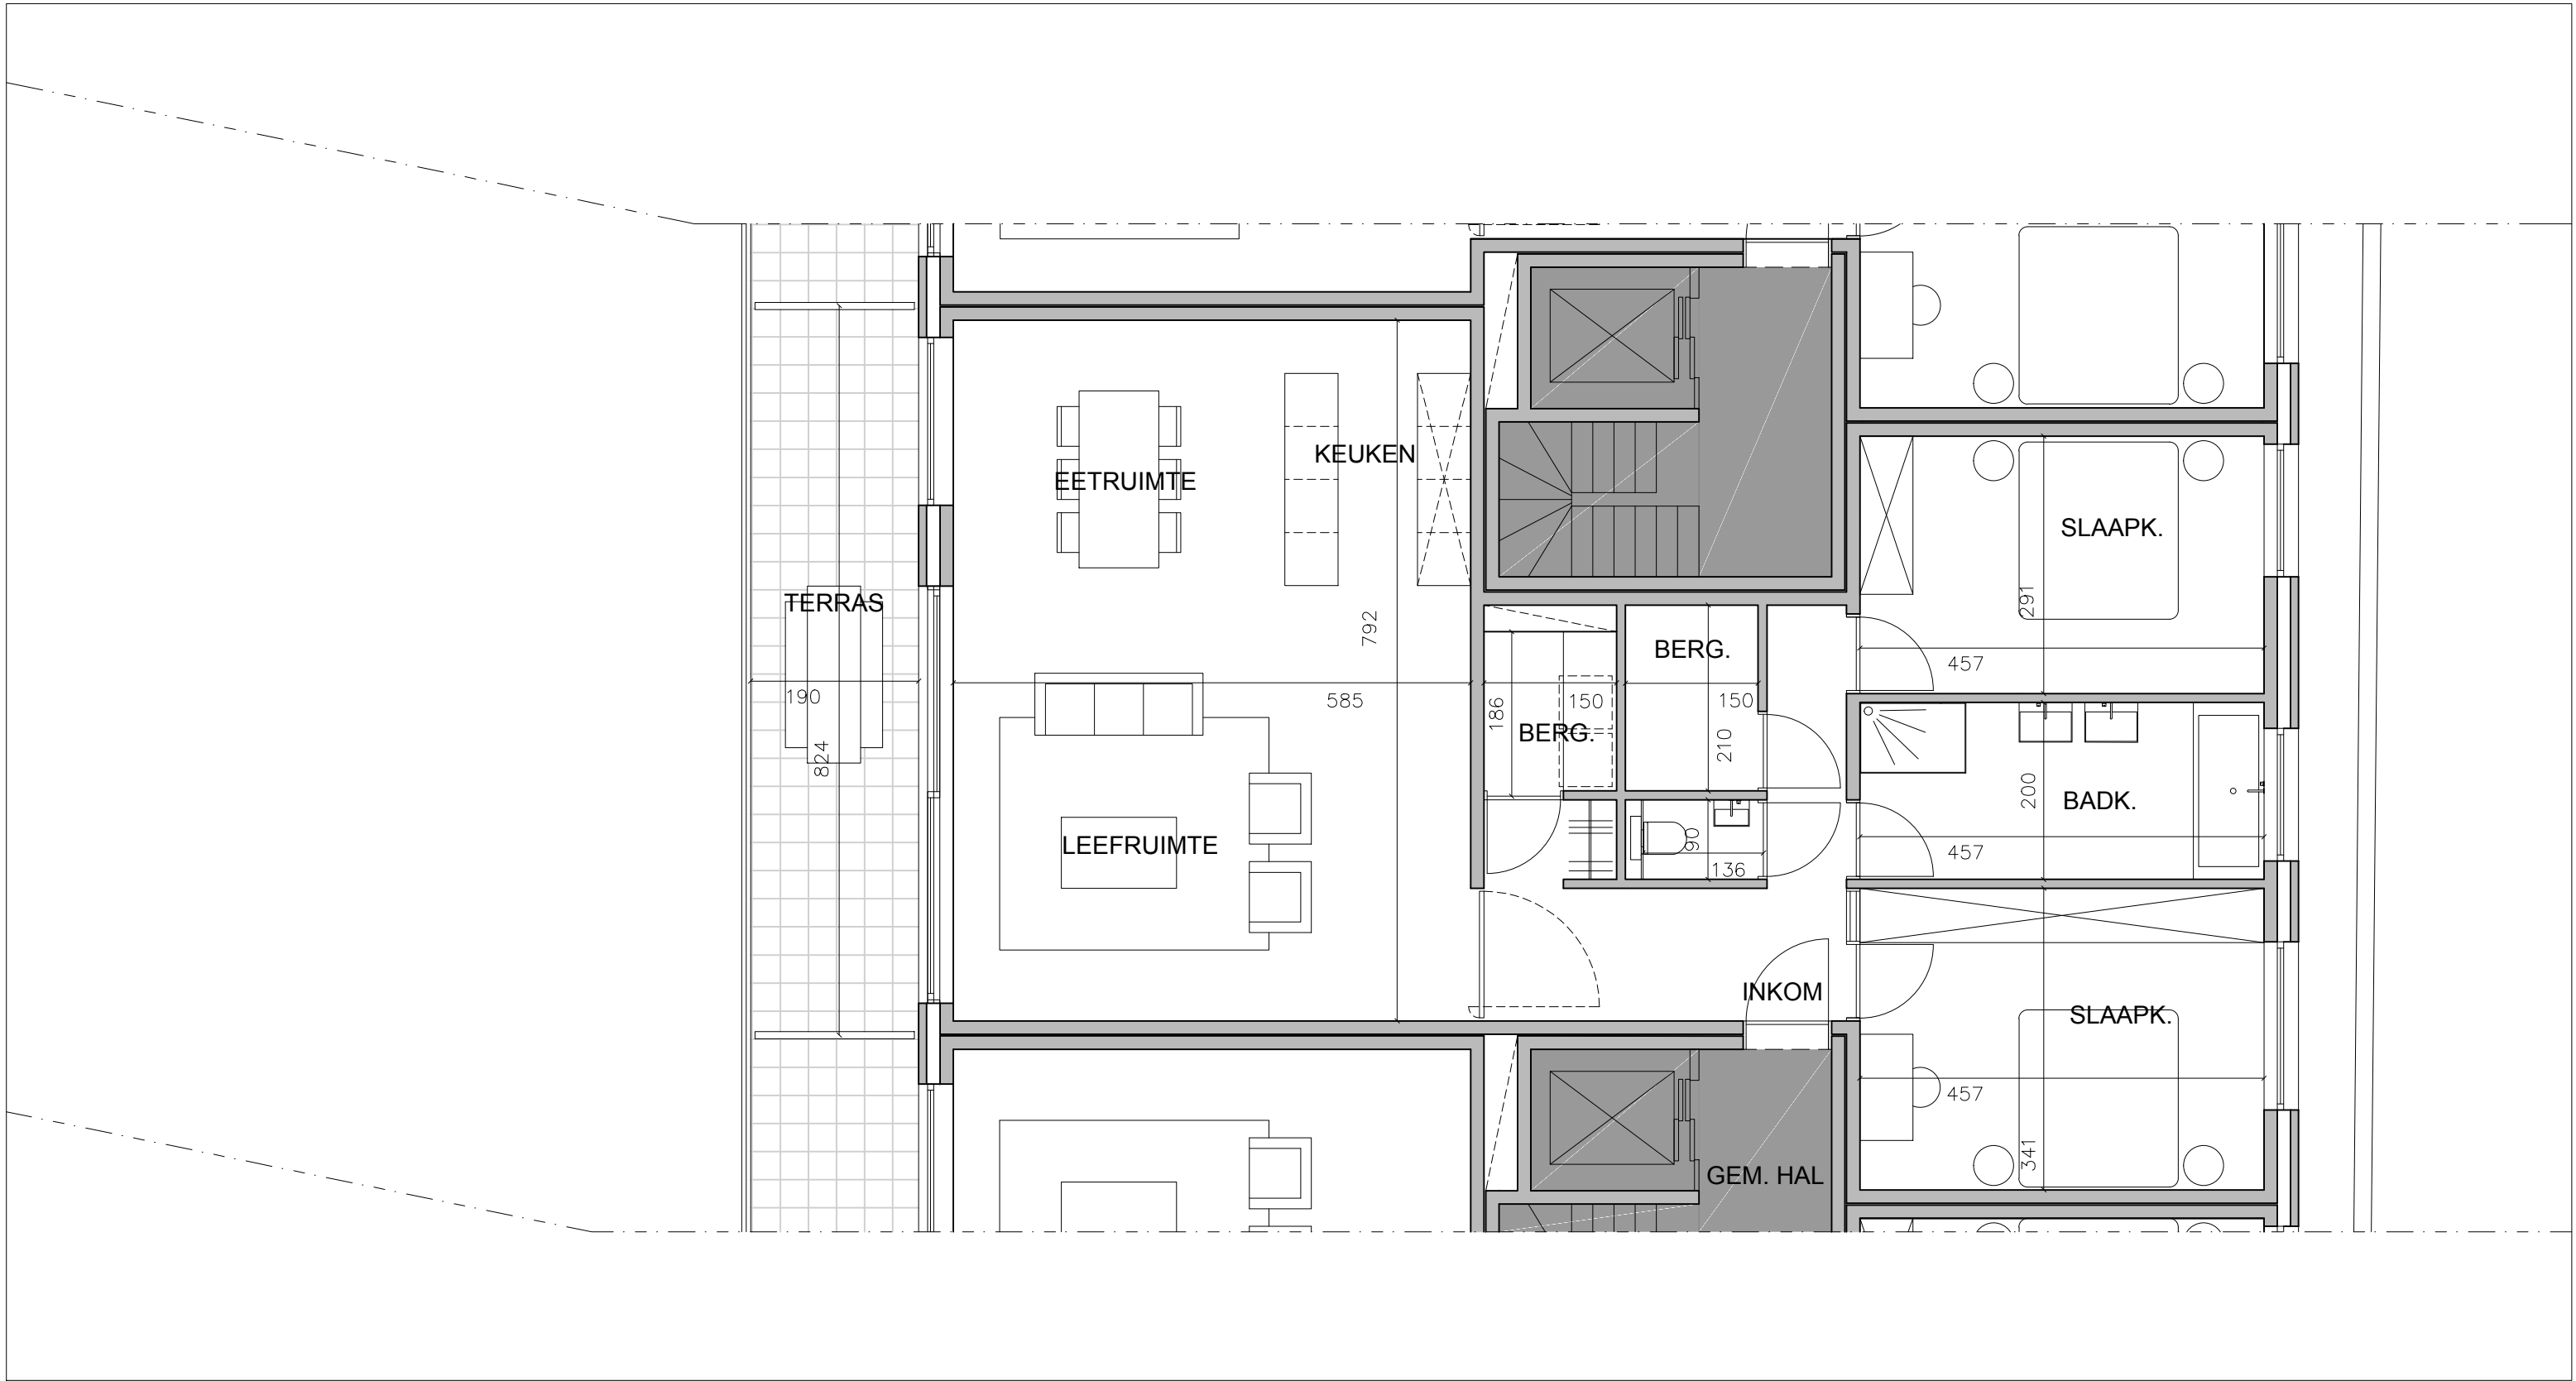 KEUKEN
EETRUIMTE
SLAAPK.
TERRAS
291
792
BERG.
457
190
585
186
150
150
BERG.
210
824
200
BADK.
LEEFRUIMTE
90
136
457
INKOM
SLAAPK.
457
341
GEM. HAL